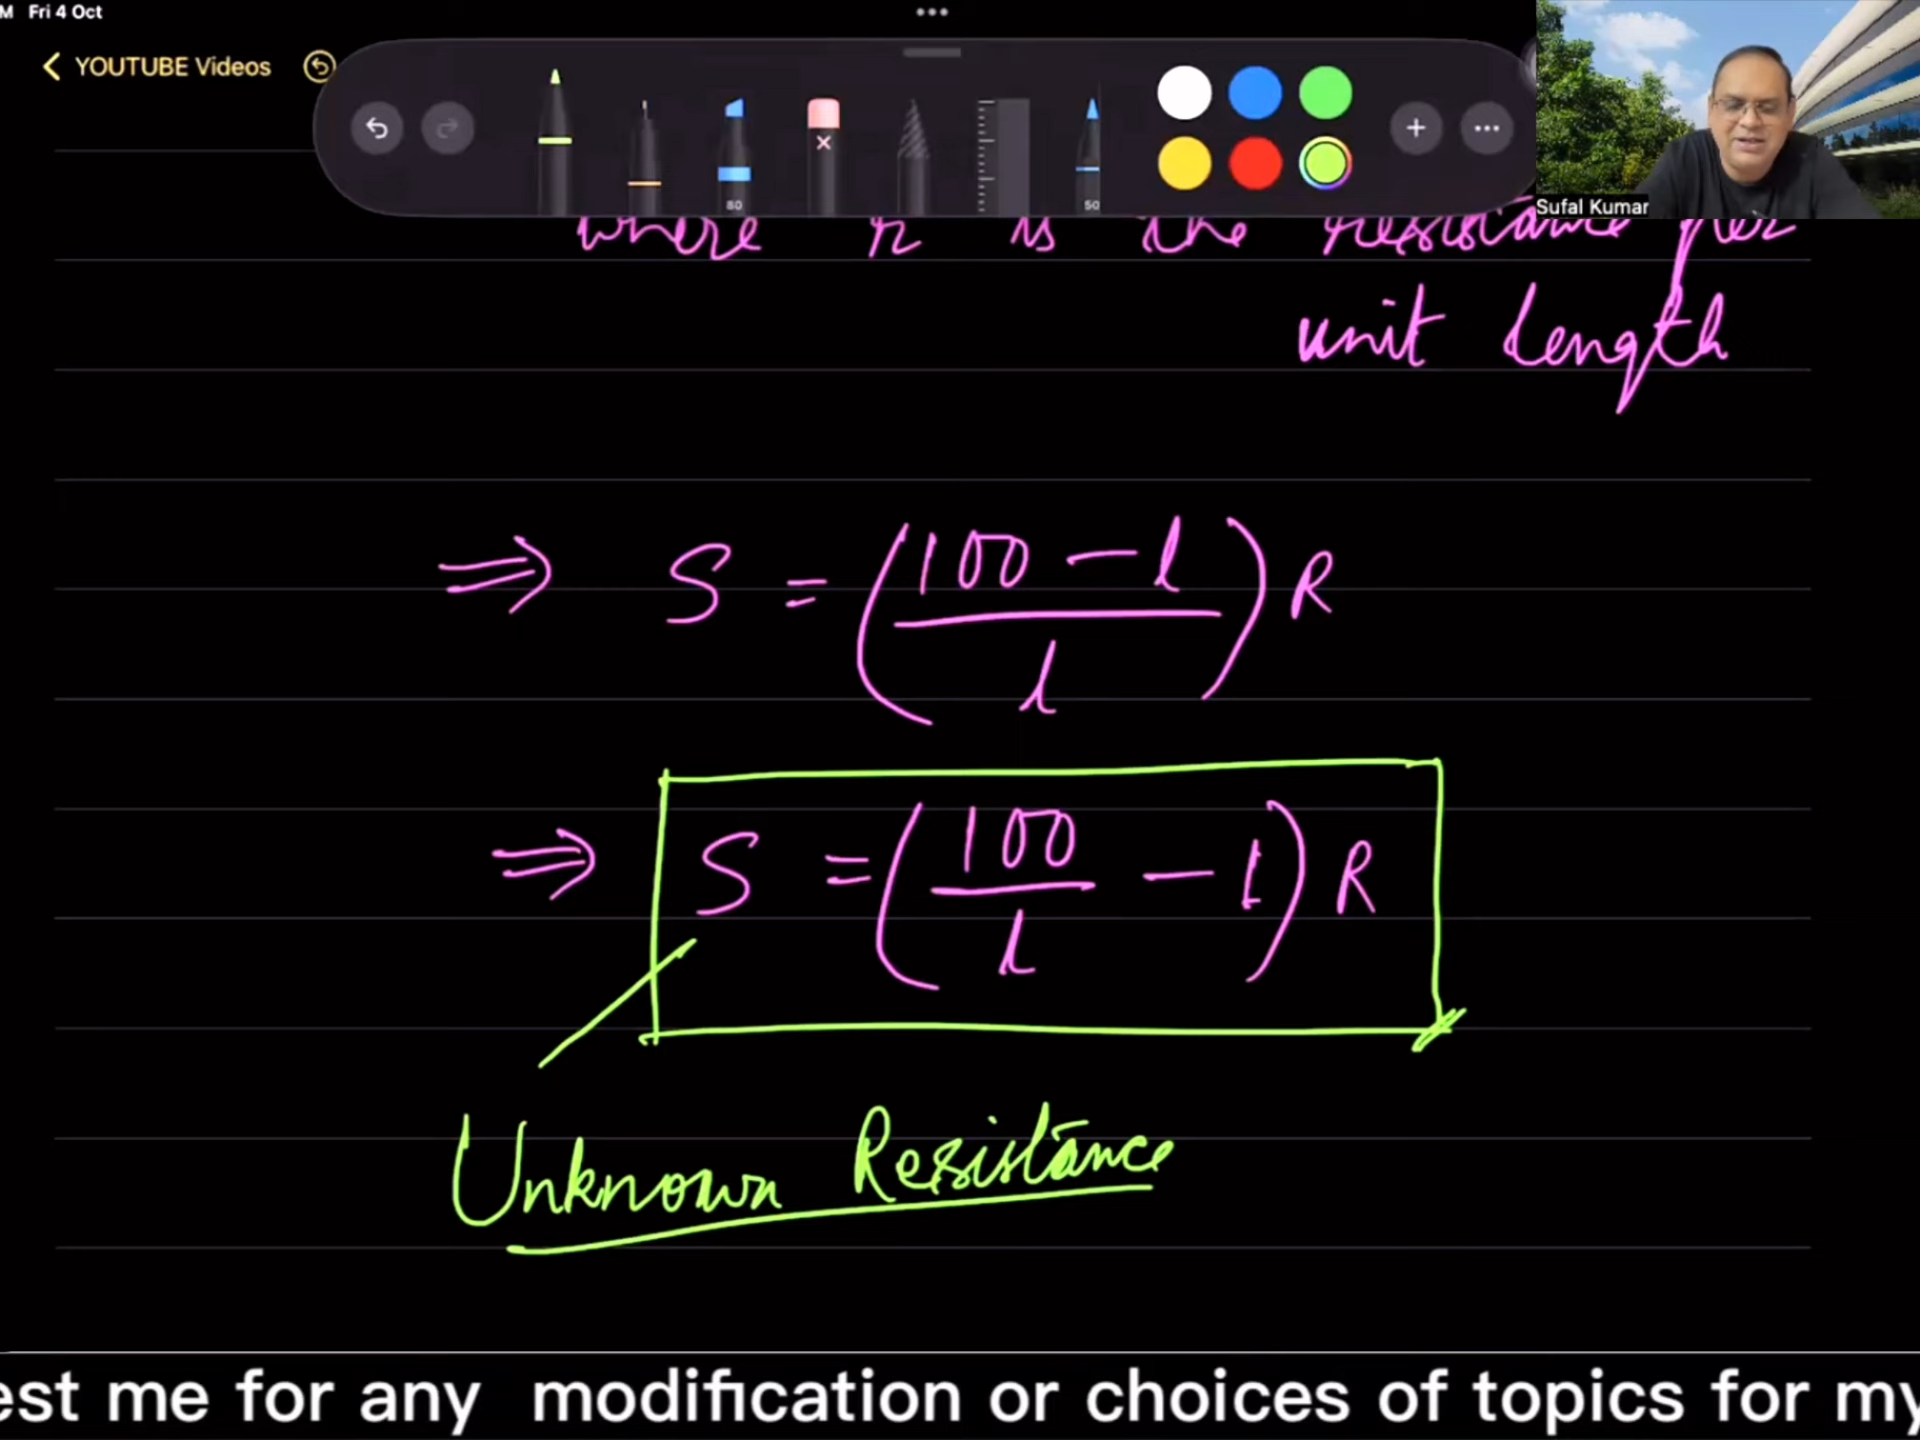 M Fri 4 Oct
YOUTUBE Videos
80
50
Sufal Kumar
where r is the resistance per
unit length
⇒ S = (100 - l / l) R
⇒ S = (100 / l - 1) R
Unknown Resistance
est me for any modification or choices of topics for my